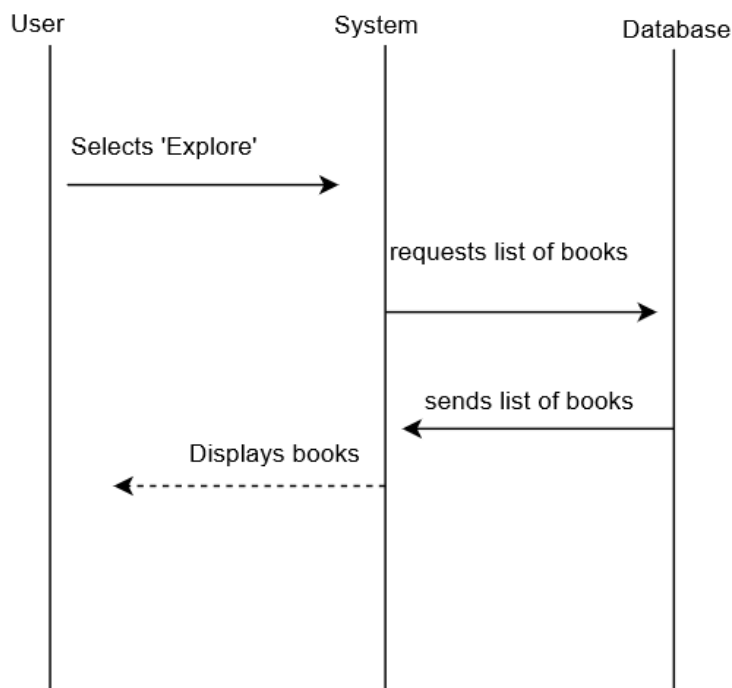 User
System
Database
Selects 'Explore'
requests list of books
sends list of books
Displays books